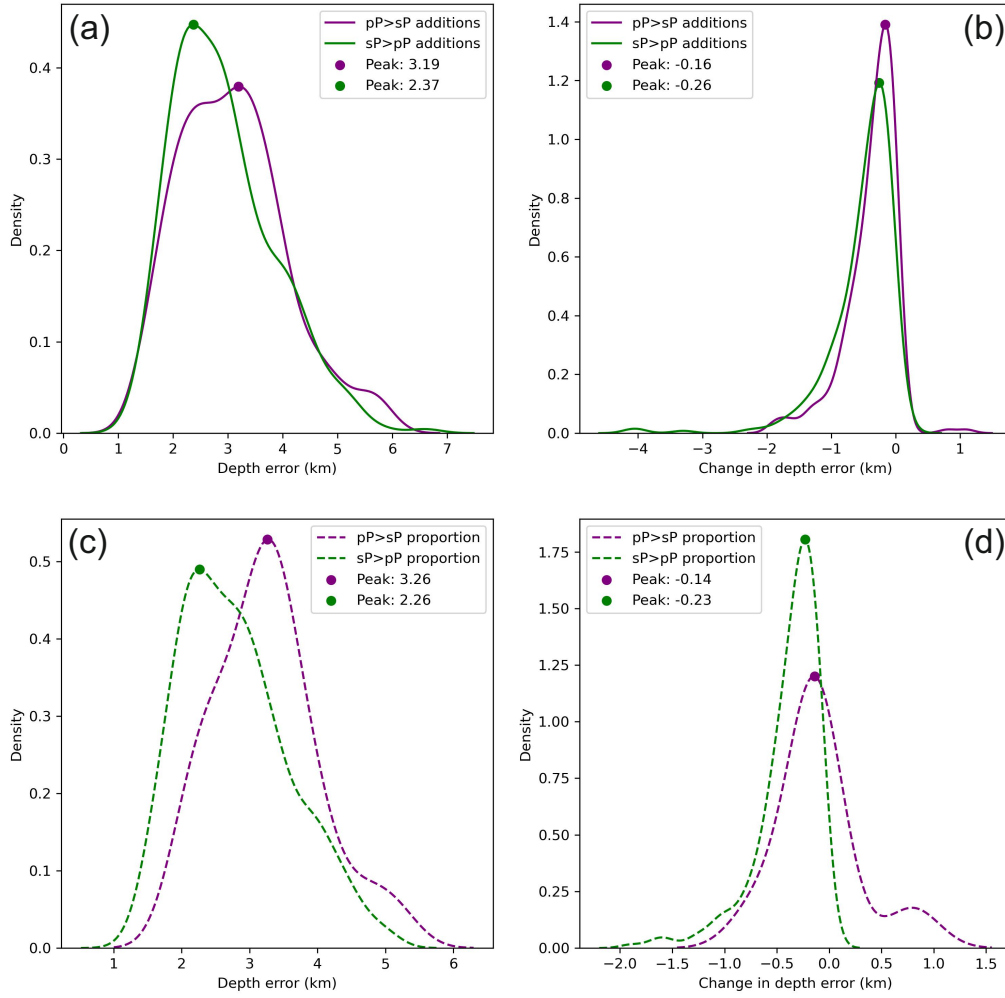 (a)
pP>sP additions
sP>pP additions
Peak: 3.19
Peak: 2.37
Density
0.4
0.3
0.2
0.1
0.0
0 1 2 3 4 5 6 7
Depth error (km)
(b)
pP>sP additions
sP>pP additions
Peak: -0.16
Peak: -0.26
Density
1.4
1.2
1.0
0.8
0.6
0.4
0.2
0.0
−4 −3 −2 −1 0 1
Change in depth error (km)
(c)
pP>sP proportion
sP>pP proportion
Peak: 3.26
Peak: 2.26
Density
0.5
0.4
0.3
0.2
0.1
0.0
1 2 3 4 5 6
Depth error (km)
(d)
pP>sP proportion
sP>pP proportion
Peak: -0.14
Peak: -0.23
Density
1.75
1.50
1.25
1.00
0.75
0.50
0.25
0.00
−2.0 −1.5 −1.0 −0.5 0.0 0.5 1.0 1.5
Change in depth error (km)